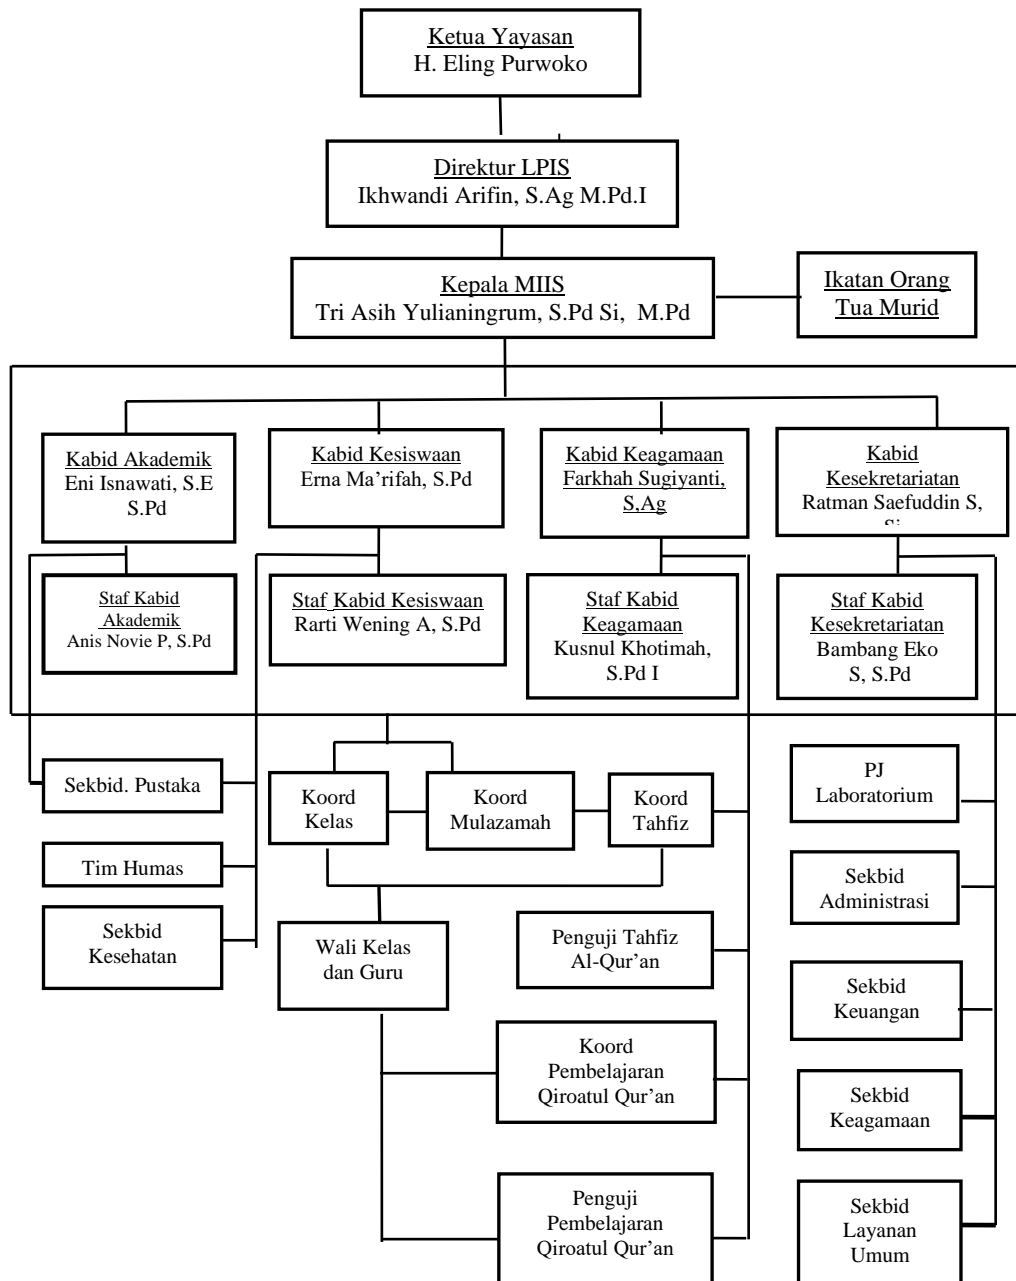 Ketua Yayasan
H. Eling Purwoko
Direktur LPIS
Ikhwandi Arifin, S.Ag M.Pd.I
Kepala MIIS
Tri Asih Yulianingrum, S.Pd Si, M.Pd
Ikatan Orang
Tua Murid
Kabid Akademik
Eni Isnawati, S.E
S.Pd
Kabid Kesiswaan
Erna Ma’rifah, S.Pd
Kabid Keagamaan
Farkhah Sugiyanti,
S,Ag
Kabid
Kesekretariatan
Ratman Saefuddin S,
Staf Kabid
Akademik
Anis Novie P, S.Pd
Staf Kabid Kesiswaan
Rarti Wening A, S.Pd
Staf Kabid
Keagamaan
Kusnul Khotimah,
S.Pd I
Staf Kabid
Kesekretariatan
Bambang Eko
S, S.Pd
Sekbid. Pustaka
Koord
Kelas
Koord
Mulazamah
Koord
Tahfiz
PJ
Laboratorium
Tim Humas
Sekbid
Administrasi
Sekbid
Kesehatan
Wali Kelas
dan Guru
Penguji Tahfiz
Al-Qur’an
Sekbid
Keuangan
Koord
Pembelajaran
Qiroatul Qur’an
Sekbid
Keagamaan
Penguji
Pembelajaran
Qiroatul Qur’an
Sekbid
Layanan
Umum